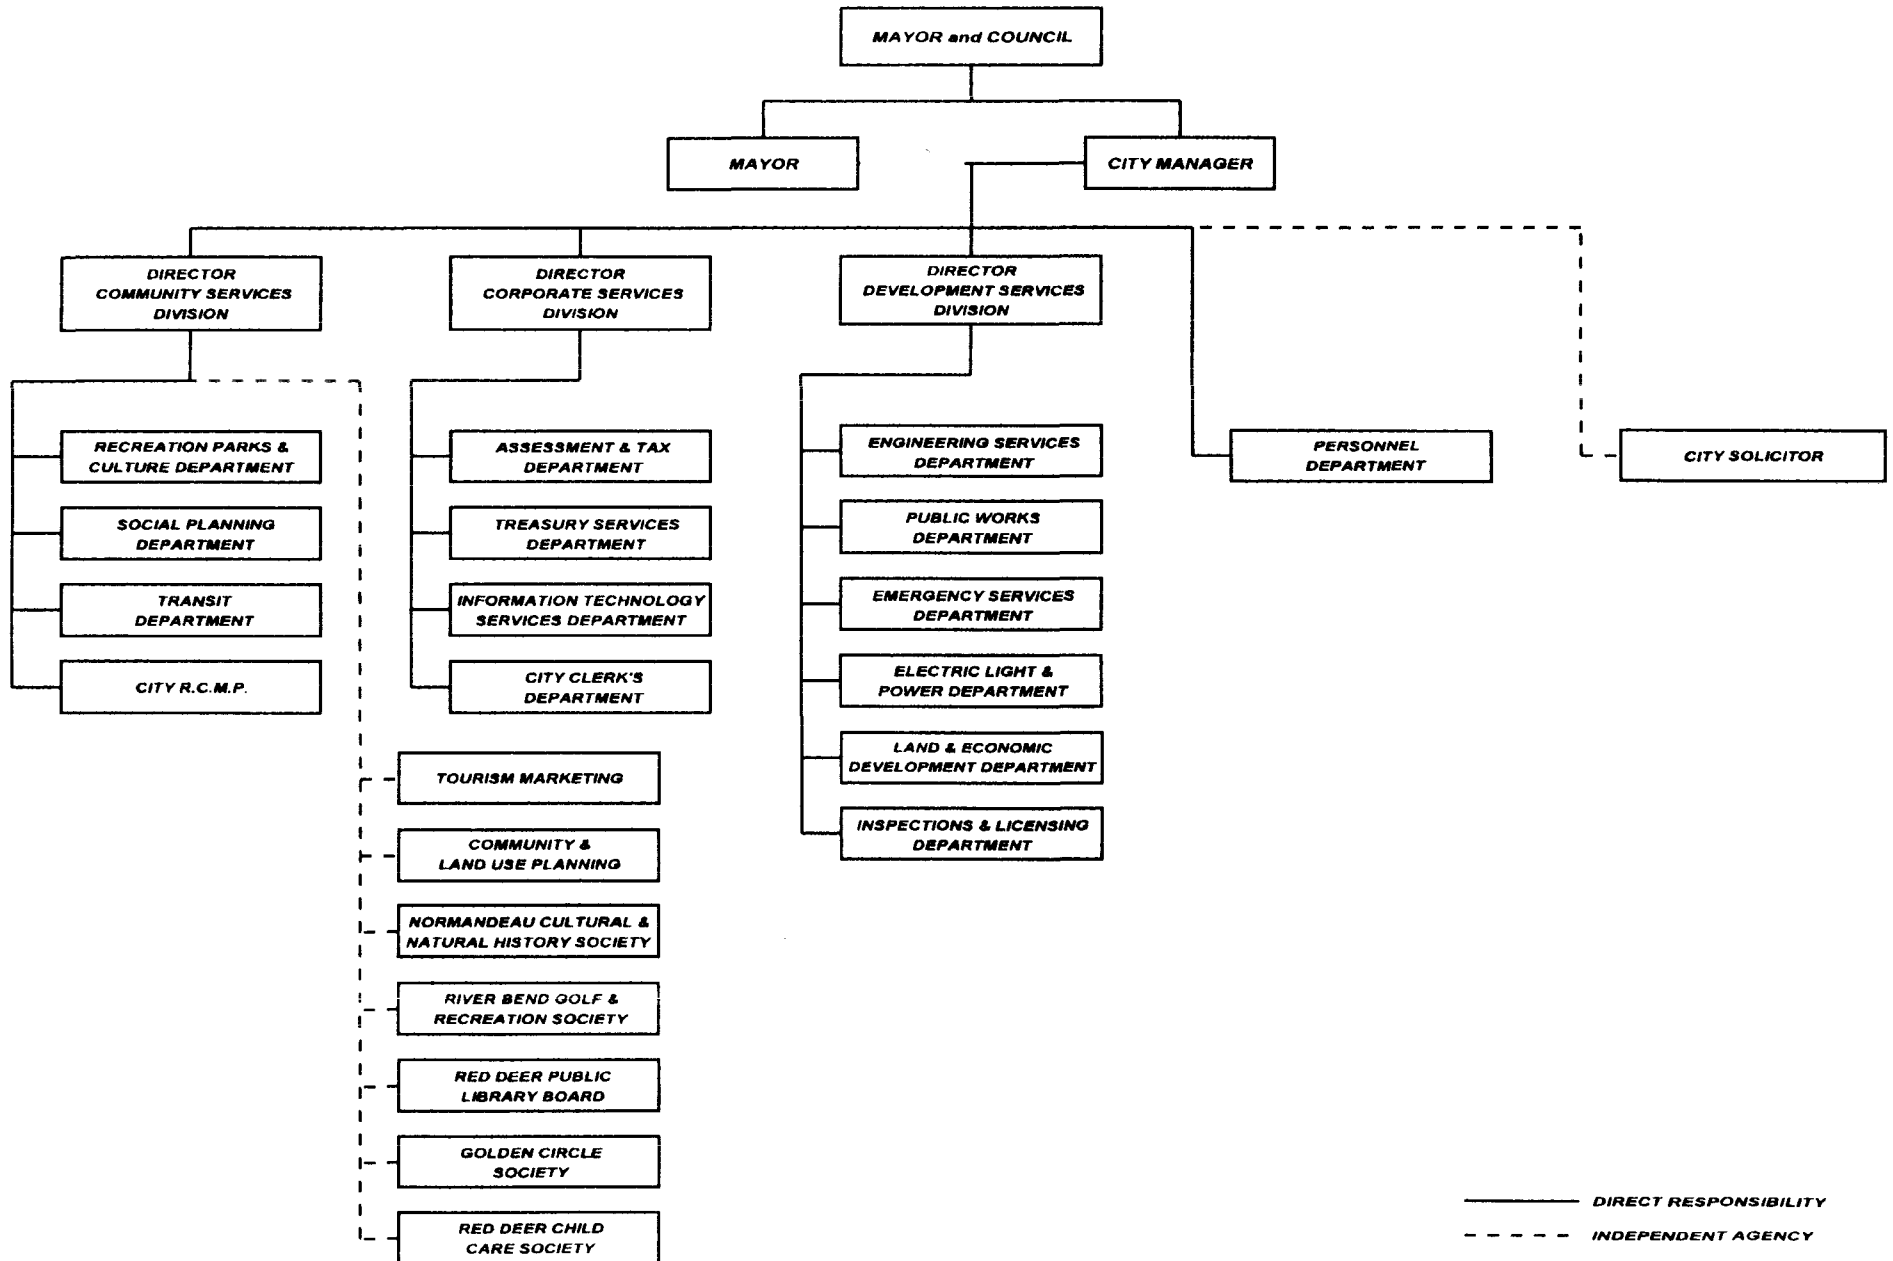 MAYOR and COUNCIL
MAYOR
CITY MANAGER
DIRECTOR
COMMUNITY SERVICES
DIVISION
DIRECTOR
CORPORATE SERVICES
DIVISION
DIRECTOR
DEVELOPMENT SERVICES
DIVISION
RECREATION PARKS &
CULTURE DEPARTMENT
SOCIAL PLANNING
DEPARTMENT
TRANSIT
DEPARTMENT
CITY R.C.M.P.
ASSESSMENT & TAX
DEPARTMENT
TREASURY SERVICES
DEPARTMENT
INFORMATION TECHNOLOGY
SERVICES DEPARTMENT
CITY CLERK'S
DEPARTMENT
ENGINEERING SERVICES
DEPARTMENT
PUBLIC WORKS
DEPARTMENT
EMERGENCY SERVICES
DEPARTMENT
ELECTRIC LIGHT &
POWER DEPARTMENT
LAND & ECONOMIC
DEVELOPMENT DEPARTMENT
INSPECTIONS & LICENSING
DEPARTMENT
PERSONNEL
DEPARTMENT
CITY SOLICITOR
TOURISM MARKETING
COMMUNITY &
LAND USE PLANNING
NORMANDEAU CULTURAL &
NATURAL HISTORY SOCIETY
RIVER BEND GOLF &
RECREATION SOCIETY
RED DEER PUBLIC
LIBRARY BOARD
GOLDEN CIRCLE
SOCIETY
RED DEER CHILD
CARE SOCIETY
DIRECT RESPONSIBILITY
INDEPENDENT AGENCY